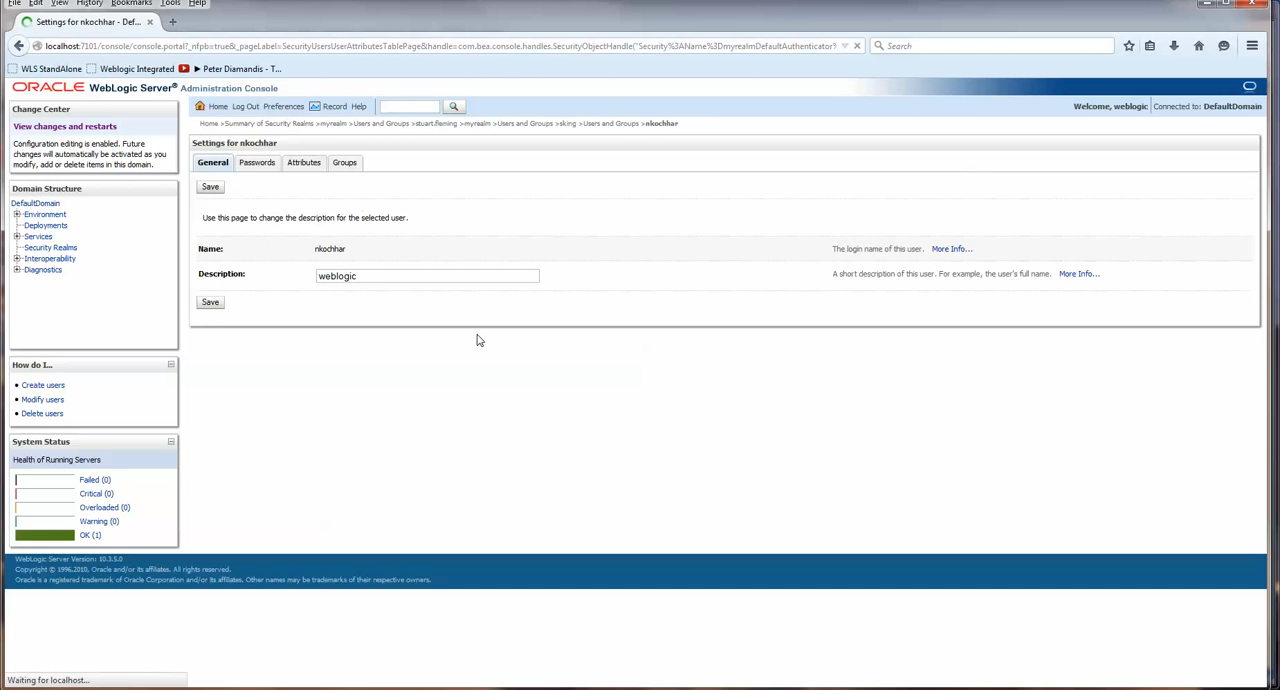 File Edit View History Bookmarks Tools Help
Settings for nkochhar - Def...
localhost:7101/console/console.portal?_nfpb=true&_pageLabel=SecurityUsersUserAttributesTablePage&handle=com.bea.console.handles.SecurityObjectHandle("Security%3AName%3DmyrealmDefaultAuthenticator%
Search
WLS StandAlone Weblogic Integrated Peter Diamandis - T...
ORACLE WebLogic Server® Administration Console
Change Center
View changes and restarts
Configuration editing is enabled. Future
changes will automatically be activated as you
modify, add or delete items in this domain.
Domain Structure
DefaultDomain
Environment
Deployments
Services
Security Realms
Interoperability
Diagnostics
How do I...
Create users
Modify users
Delete users
System Status
Health of Running Servers
Failed (0)
Critical (0)
Overloaded (0)
Warning (0)
OK (1)
Home Log Out Preferences Record Help
Welcome, weblogic Connected to: DefaultDomain
Home >Summary of Security Realms >myrealm >Users and Groups >stuart.fleming >myrealm >Users and Groups >sking >Users and Groups >nkochhar
Settings for nkochhar
General Passwords Attributes Groups
Save
Use this page to change the description for the selected user.
Name: nkochhar The login name of this user. More Info...
Description: weblogic A short description of this user. For example, the user's full name. More Info...
Save
WebLogic Server Version: 10.3.5.0
Copyright © 1996,2010, Oracle and/or its affiliates. All rights reserved.
Oracle is a registered trademark of Oracle Corporation and/or its affiliates. Other names may be trademarks of their respective owners.
Waiting for localhost...